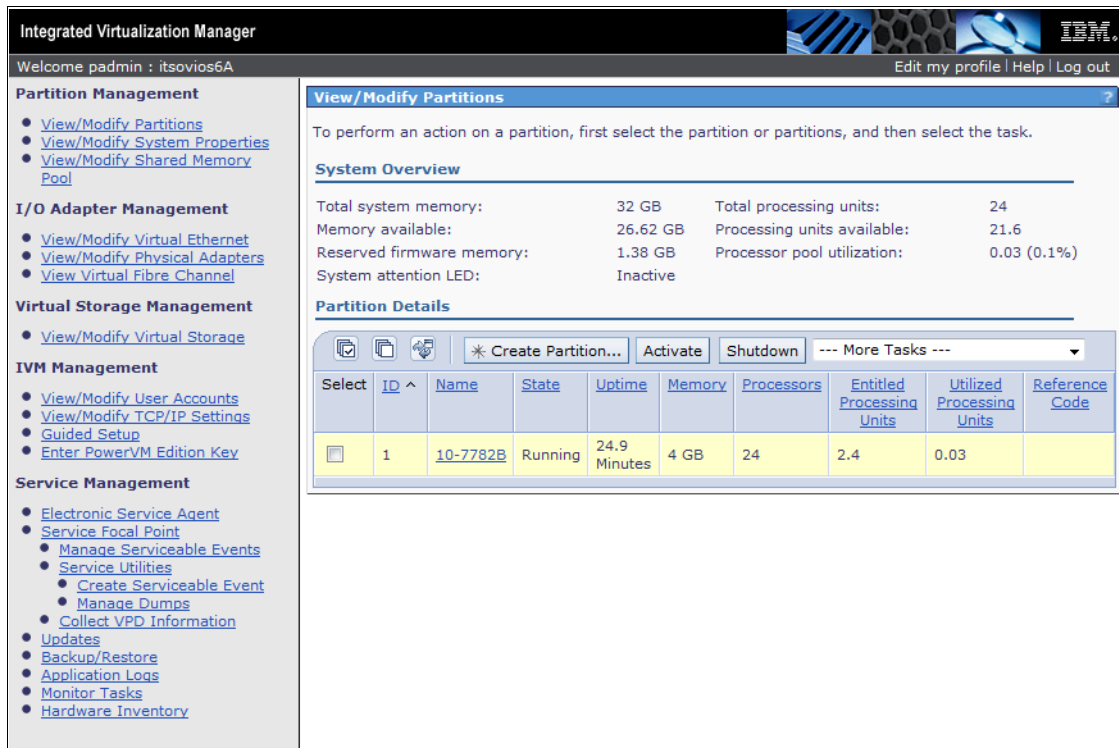 Integrated Virtualization Manager
IBM.
Welcome padmin : itsovios6A
Edit my profile | Help | Log out
Partition Management
View/Modify Partitions
View/Modify System Properties
View/Modify Shared Memory
Pool
I/O Adapter Management
View/Modify Virtual Ethernet
View/Modify Physical Adapters
View Virtual Fibre Channel
Virtual Storage Management
View/Modify Virtual Storage
IVM Management
View/Modify User Accounts
View/Modify TCP/IP Settings
Guided Setup
Enter PowerVM Edition Key
Service Management
Electronic Service Agent
Service Focal Point
Manage Serviceable Events
Service Utilities
Create Serviceable Event
Manage Dumps
Collect VPD Information
Updates
Backup/Restore
Application Logs
Monitor Tasks
Hardware Inventory
View/Modify Partitions ?
To perform an action on a partition, first select the partition or partitions, and then select the task.
System Overview
Total system memory: 32 GB Total processing units: 24
Memory available: 26.62 GB Processing units available: 21.6
Reserved firmware memory: 1.38 GB Processor pool utilization: 0.03 (0.1%)
System attention LED: Inactive
Partition Details
Create Partition... Activate Shutdown --- More Tasks ---
Select ID ^ Name State Uptime Memory Processors Entitled Utilized Reference
Processing Processing Code
Units Units
1 10-7782B Running 24.9 4 GB 24 2.4 0.03
Minutes